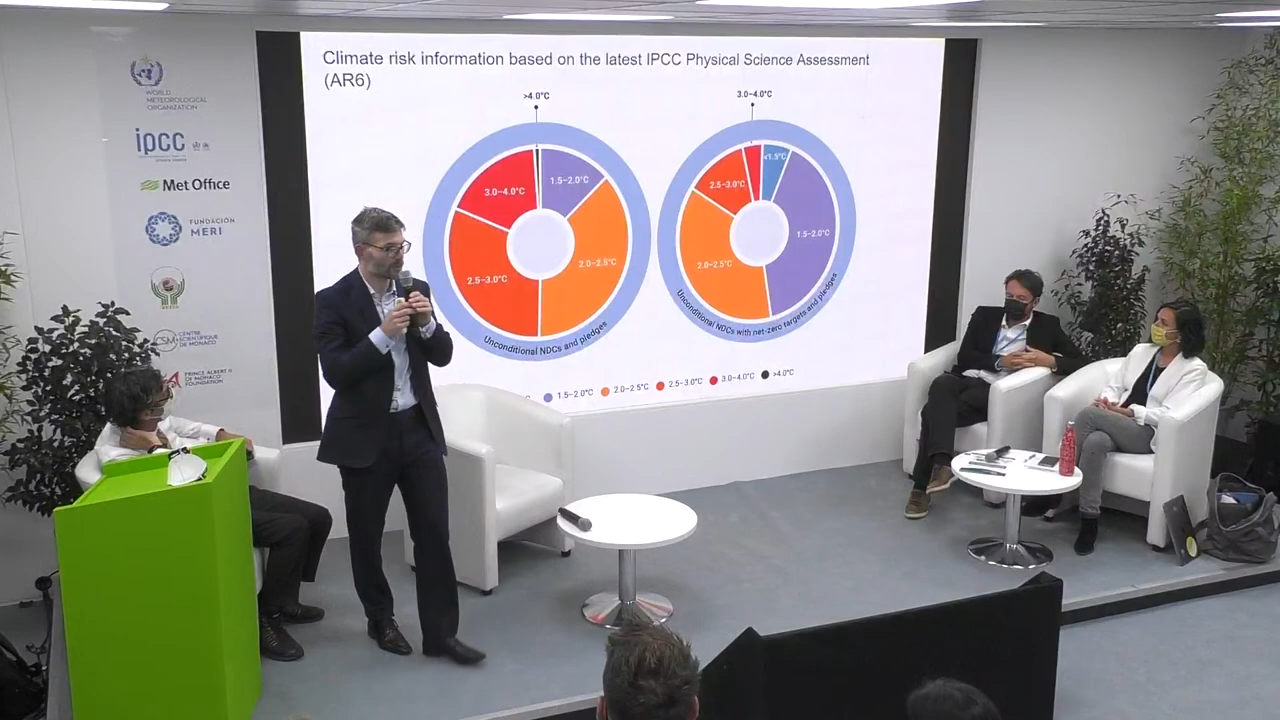 Climate risk information based on the latest IPCC Physical Science Assessment
(AR6)
>4.0°C
1.5–2.0°C
2.0–2.5°C
2.5–3.0°C
3.0–4.0°C
Unconditional NDCs and pledges
3.0–4.0°C
<1.5°C
1.5–2.0°C
2.0–2.5°C
2.5–3.0°C
Unconditional NDCs with net-zero targets and pledges
1.5–2.0°C 2.0–2.5°C 2.5–3.0°C 3.0–4.0°C >4.0°C
WORLD
METEOROLOGICAL
ORGANIZATION
ipcc
Met Office
FUNDACIÓN
MERI
CSM
CENTRE
SCIENTIFIQUE
DE MONACO
PRINCE ALBERT II
DE MONACO
FOUNDATION